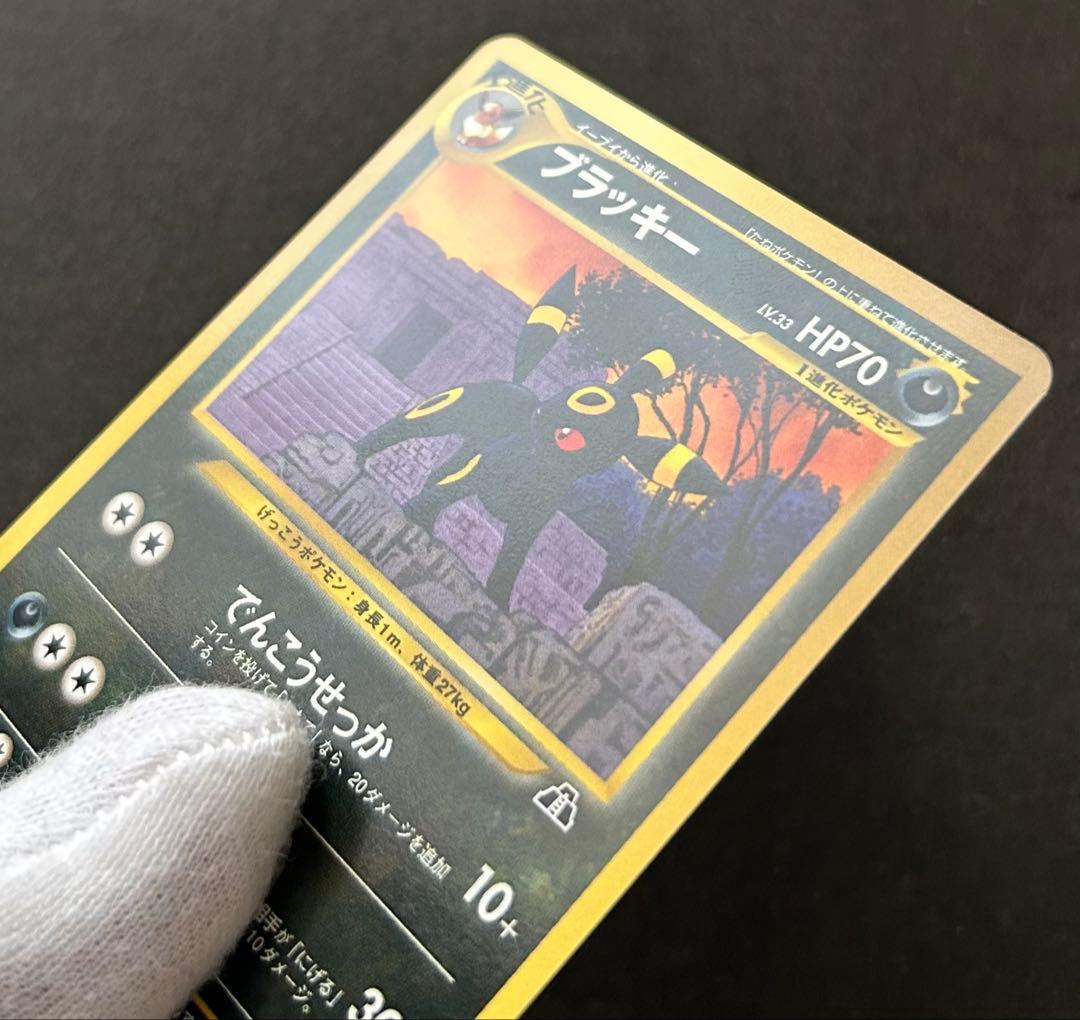 進化
イーブイから進化
「たねポケモン」の上に重ねて進化させます
ブラッキー
LV.33 HP70
1進化ポケモン
げっこうポケモン：身長1m、体重27kg
でんこうせっか
コインを投げて「
」なら、20ダメージを追加
する。
10+
相手が「にげる」
10ダメージ。